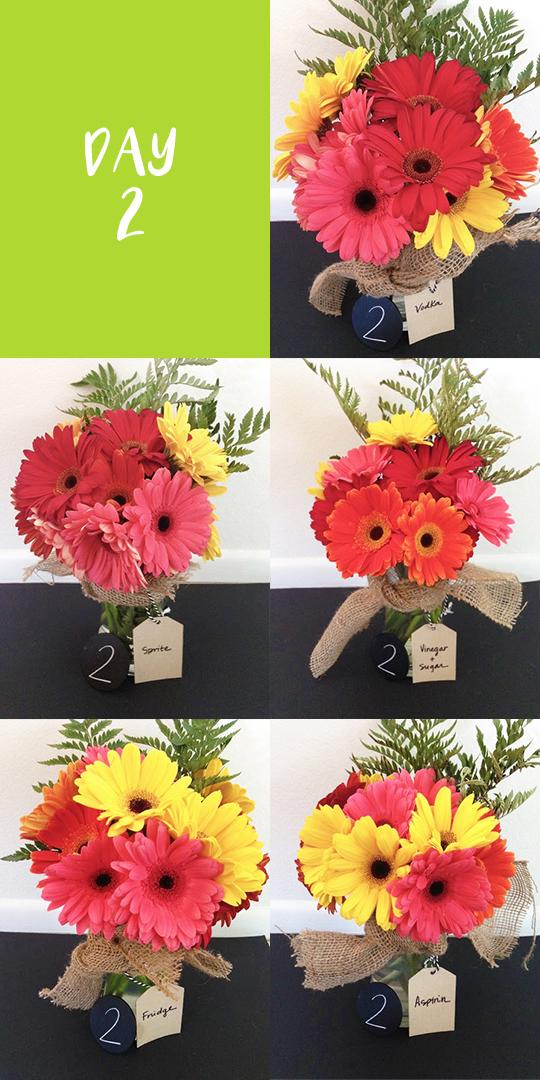 DAY
2
Vodka
2
Sprite
2
Vinegar
+
Sugar
2
Fridge
2
Aspirin
2